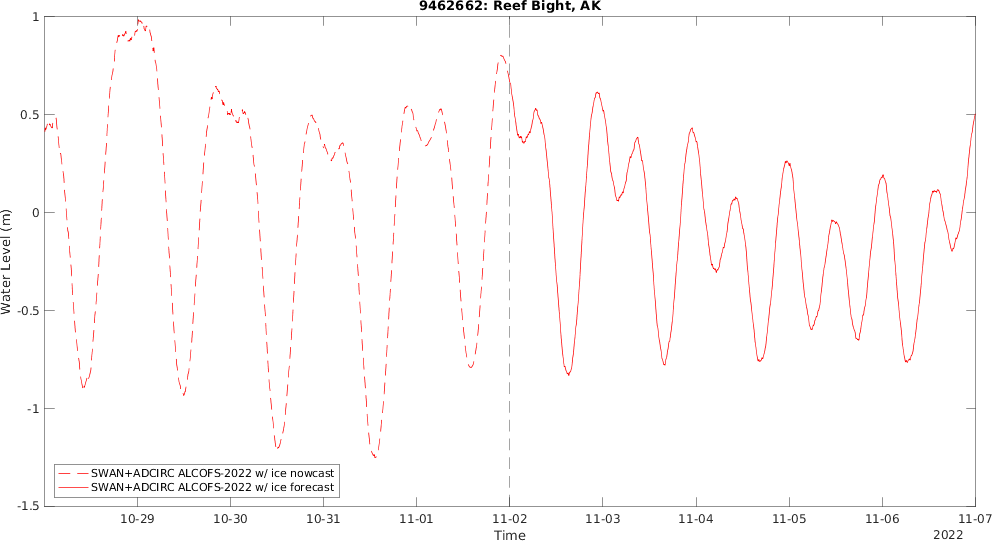 9462662: Reef Bight, AK
1
0.5
0
-0.5
-1
-1.5
Water Level (m)
SWAN+ADCIRC ALCOFS-2022 w/ ice nowcast
SWAN+ADCIRC ALCOFS-2022 w/ ice forecast
10-29 10-30 10-31 11-01 11-02 11-03 11-04 11-05 11-06 11-07
Time
2022